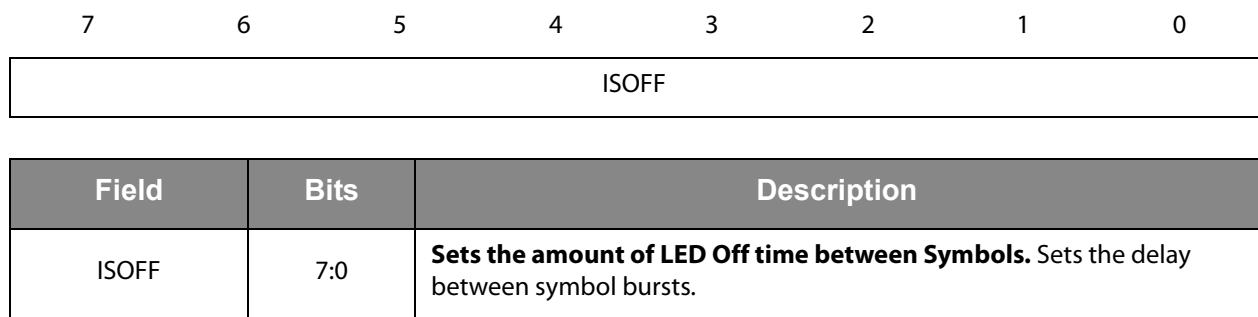 7 6 5 4 3 2 1 0
ISOFF
Field Bits Description
ISOFF 7:0 Sets the amount of LED Off time between Symbols. Sets the delay
between symbol bursts.